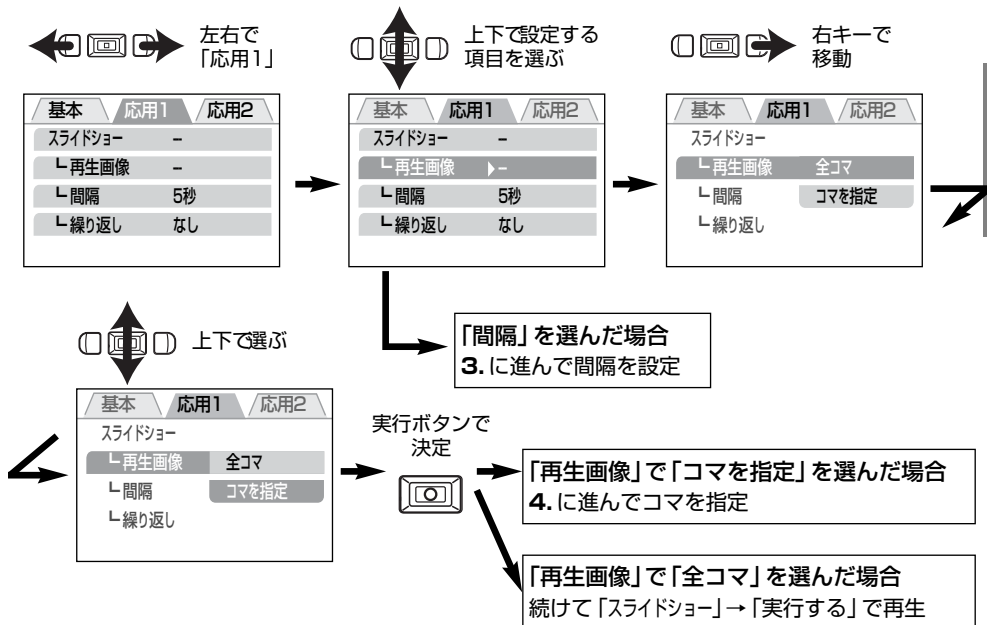 左右で
「応用1」
基本 応用1 応用2
スライドショー –
┗再生画像 –
┗間隔 5秒
┗繰り返し なし
上下で設定する
項目を選ぶ
基本 応用1 応用2
スライドショー –
┗再生画像 –
┗間隔 5秒
┗繰り返し なし
右キーで
移動
基本 応用1 応用2
スライドショー
┗再生画像 全コマ
┗間隔 コマを指定
┗繰り返し
「間隔」を選んだ場合
3.に進んで間隔を設定
上下で選ぶ
基本 応用1 応用2
スライドショー
┗再生画像 全コマ
┗間隔 コマを指定
┗繰り返し
実行ボタンで
決定
「再生画像」で「コマを指定」を選んだ場合
4.に進んでコマを指定
「再生画像」で「全コマ」を選んだ場合
続けて「スライドショー」→「実行する」で再生